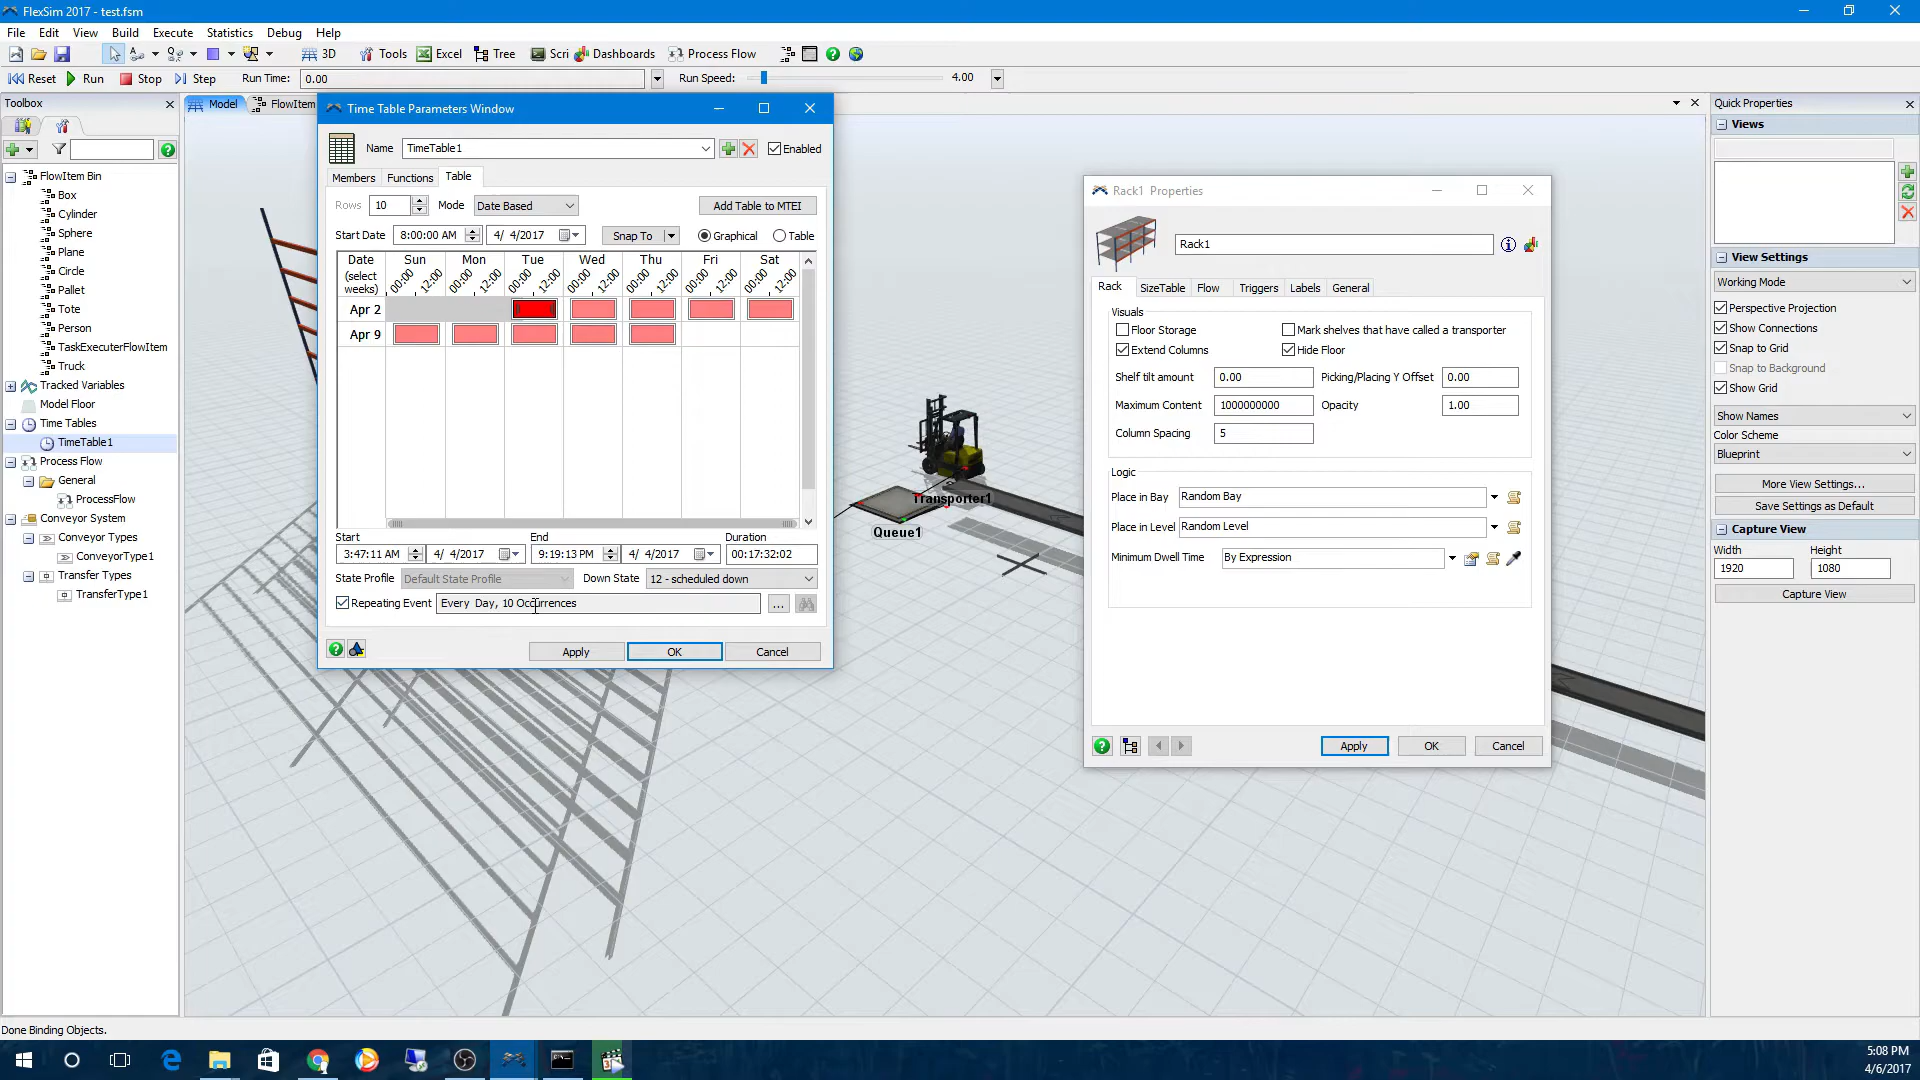 FlexSim 2017 - test.fsm
File Edit View Build Execute Statistics Debug Help
3D Tools Excel Tree Scri Dashboards Process Flow
Reset Run Stop Step Run Time: 0.00 Run Speed: 4.00
Toolbox
Model FlowItem
FlowItem Bin
Box
Cylinder
Sphere
Plane
Circle
Pallet
Tote
Person
TaskExecuterFlowItem
Truck
Tracked Variables
Model Floor
Time Tables
TimeTable1
Process Flow
General
ProcessFlow
Conveyor System
Conveyor Types
ConveyorType1
Transfer Types
TransferType1
Time Table Parameters Window
Name TimeTable1 Enabled
Members Functions Table
Rows 10 Mode Date Based Add Table to MTEI
Start Date 8:00:00 AM 4/ 4/2017 Snap To Graphical Table
Date Sun Mon Tue Wed Thu Fri Sat
(select weeks) 00:00 12:00 00:00 12:00 00:00 12:00 00:00 12:00 00:00 12:00 00:00 12:00 00:00 12:00
Apr 2
Apr 9
Start End Duration
3:47:11 AM 4/ 4/2017 9:19:13 PM 4/ 4/2017 00:17:32:02
State Profile Default State Profile Down State 12 - scheduled down
Repeating Event Every Day, 10 Occurrences ...
Apply OK Cancel
Transporter1
Queue1
Rack1 Properties
Rack1
Rack SizeTable Flow Triggers Labels General
Visuals
Floor Storage Mark shelves that have called a transporter
Extend Columns Hide Floor
Shelf tilt amount 0.00 Picking/Placing Y Offset 0.00
Maximum Content 1000000000 Opacity 1.00
Column Spacing 5
Logic
Place in Bay Random Bay
Place in Level Random Level
Minimum Dwell Time By Expression
Apply OK Cancel
Quick Properties
Views
View Settings
Working Mode
Perspective Projection
Show Connections
Snap to Grid
Snap to Background
Show Grid
Show Names
Color Scheme
Blueprint
More View Settings...
Save Settings as Default
Capture View
Width Height
1920 1080
Capture View
Done Binding Objects.
5:08 PM
4/6/2017